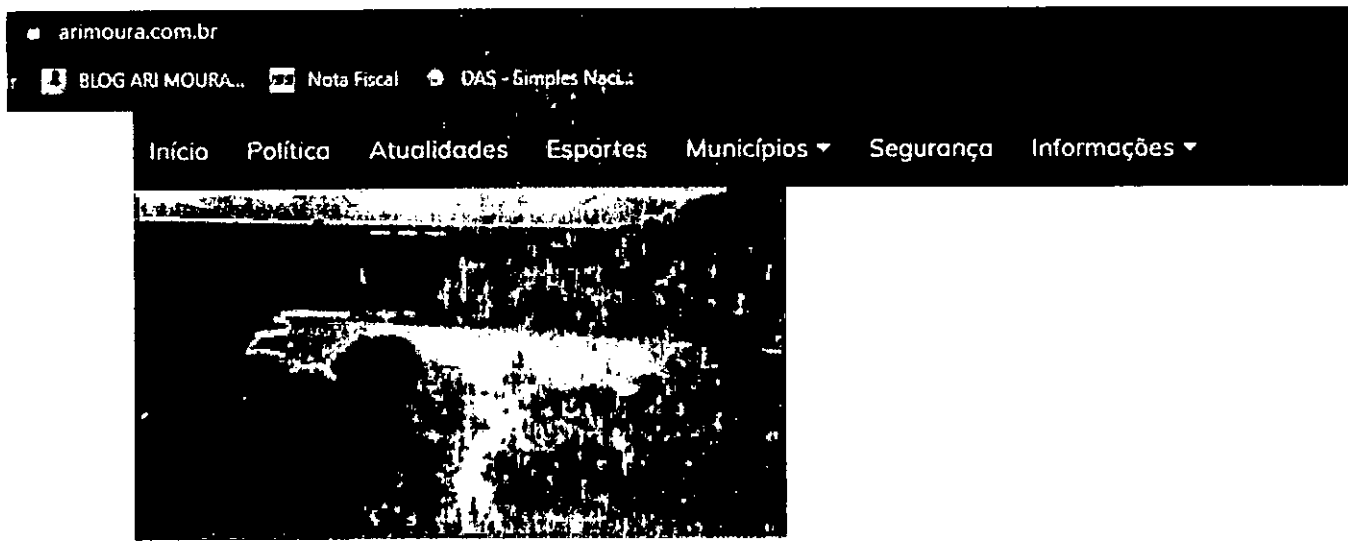 arimoura.com.br
r BLOG ARI MOURA... Nota Fiscal DAS - Simples Naci...
Início Política Atualidades Esportes Municípios Segurança Informações